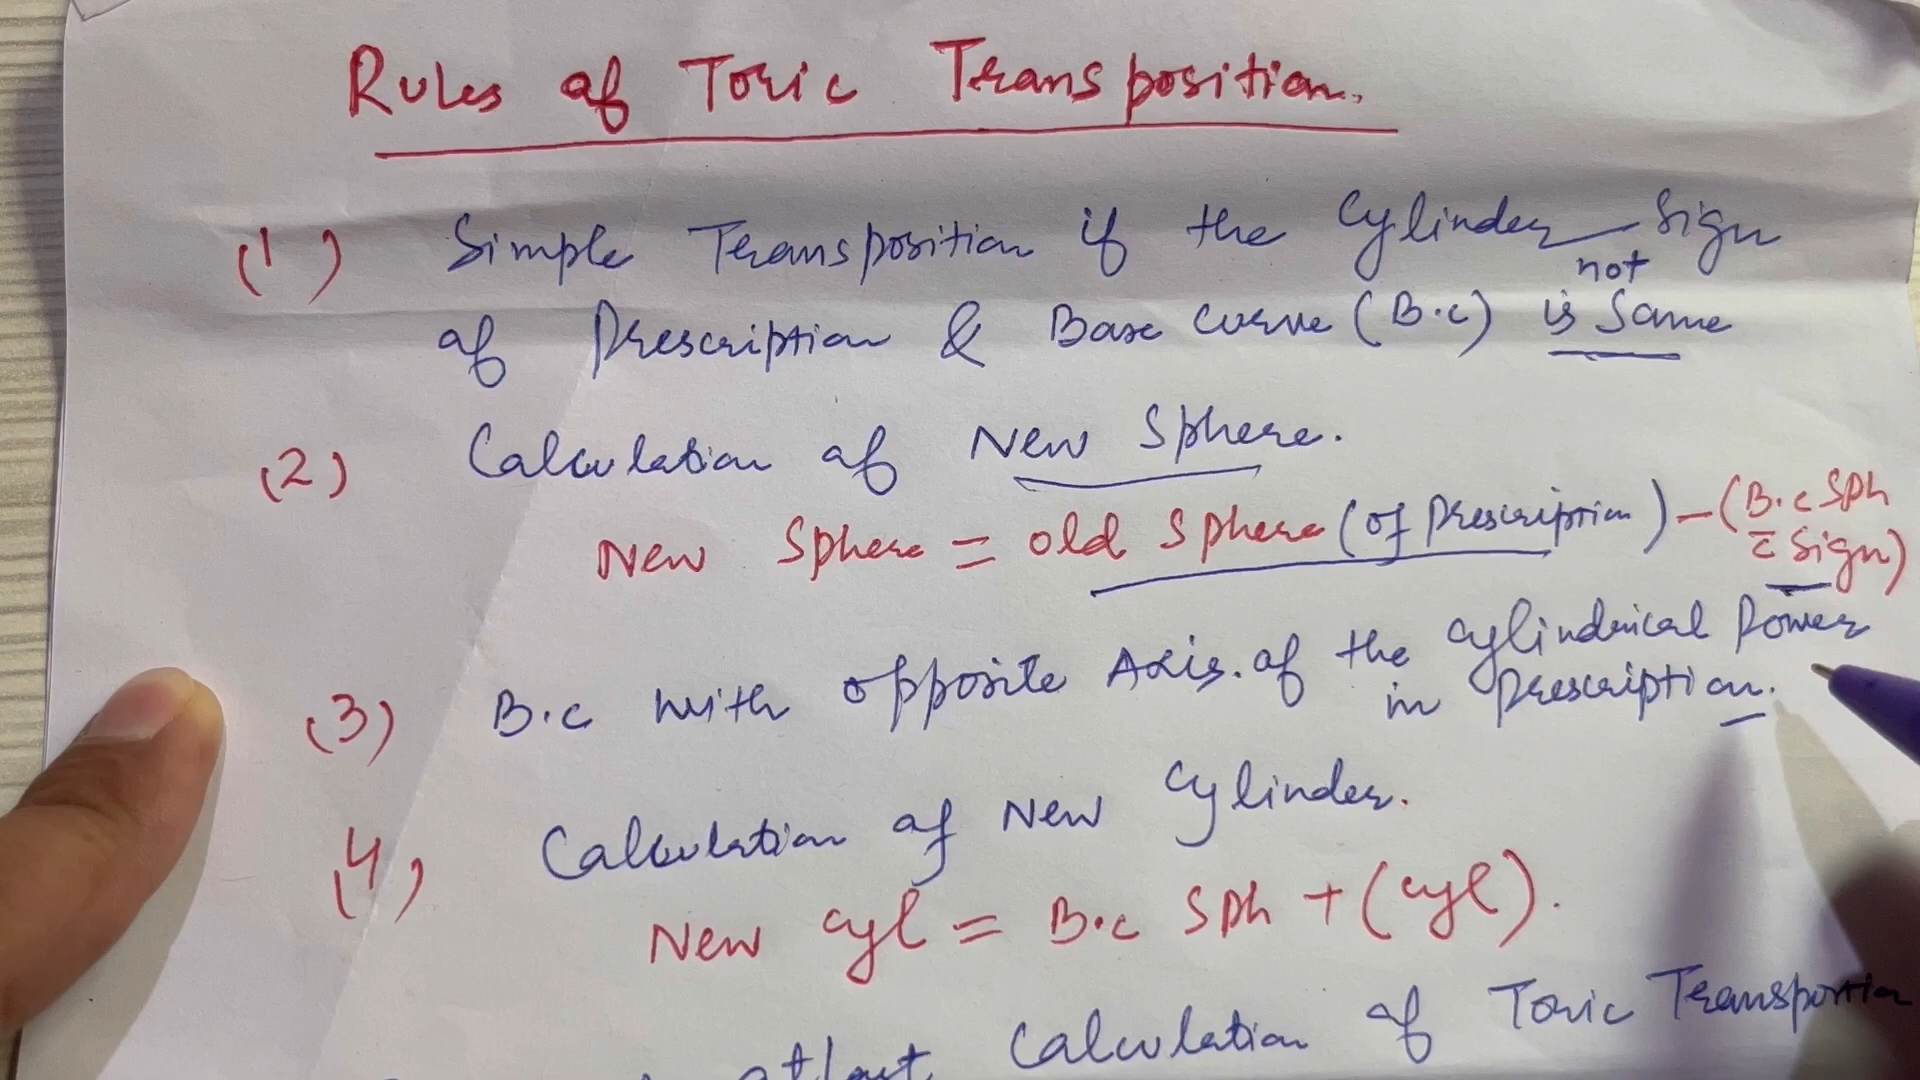 Rules of Toric Transposition.
(1) Simple Transposition if the Cylinder Sign
not
of Prescription & Base curve (B.c) is Same
(2) Calculation of New Sphere.
New Sphere = old Sphere (of Prescription) - (B.c Sph
c̄ Sign)
(3) B.c with opposite Axis. of the cylindrical Power
in Prescription.
(4) Calculation of New Cylinder.
New cyl = B.c Sph + (cyl).
atlast Calculation of Toric Transposition